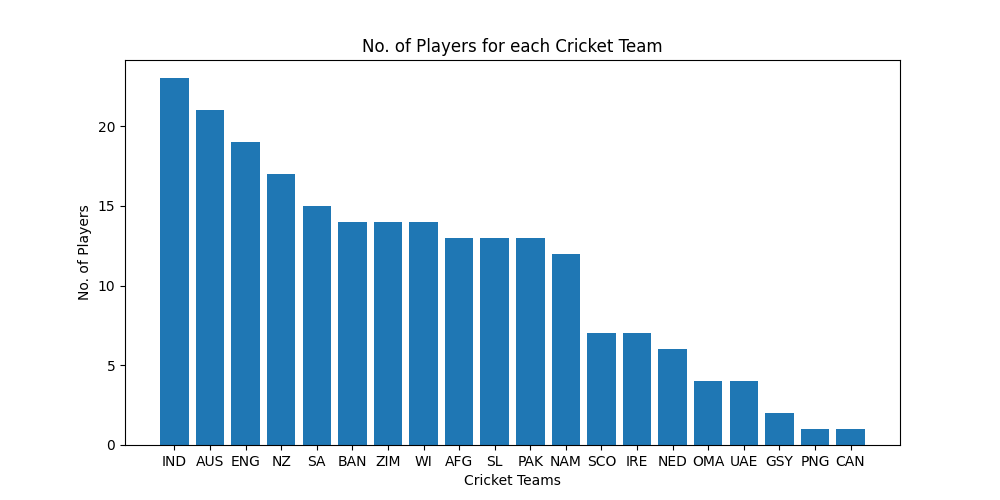 No. of Players for each Cricket Team
No. of Players
20
15
10
5
0
IND AUS ENG NZ SA BAN ZIM WI AFG SL PAK NAM SCO IRE NED OMA UAE GSY PNG CAN
Cricket Teams